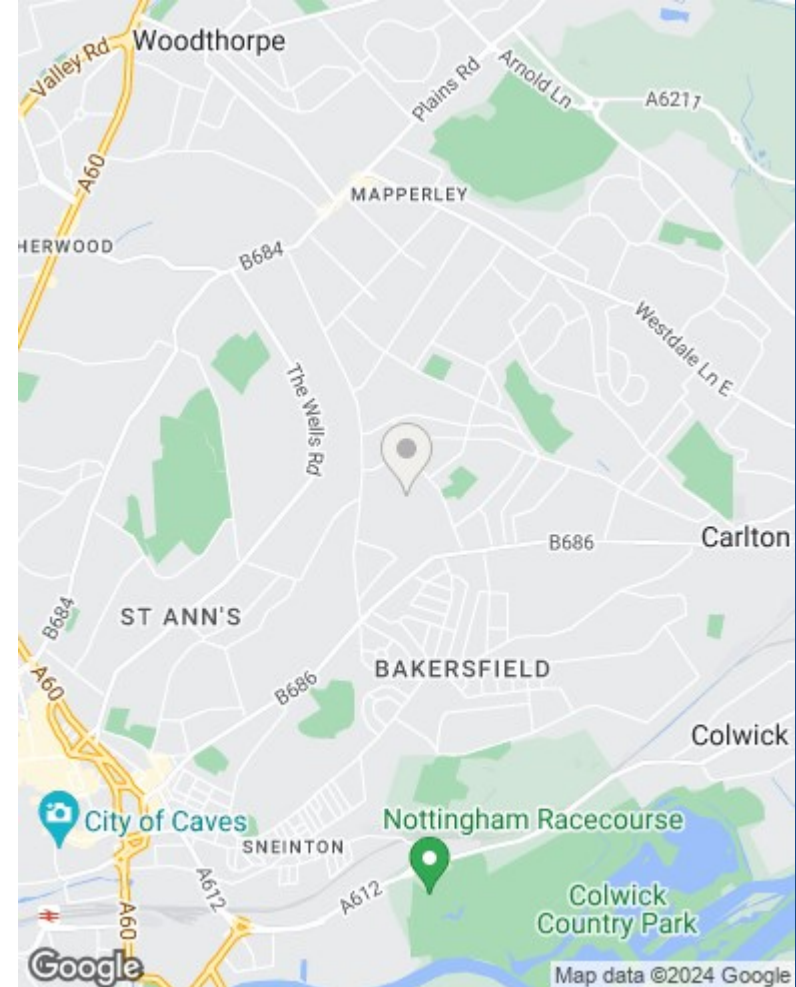 Woodthorpe
Valley Rd
Plains Rd
Arnold Ln
A6211
A60
MAPPERLEY
HERWOOD
B684
Westdale Ln E
The Wells Rd
B686
Carlton
ST ANN'S
B684
BAKERSFIELD
A60
B686
Colwick
City of Caves
Nottingham Racecourse
SNEINTON
A612
A612
Colwick
Country Park
A60
Google
Map data ©2024 Google